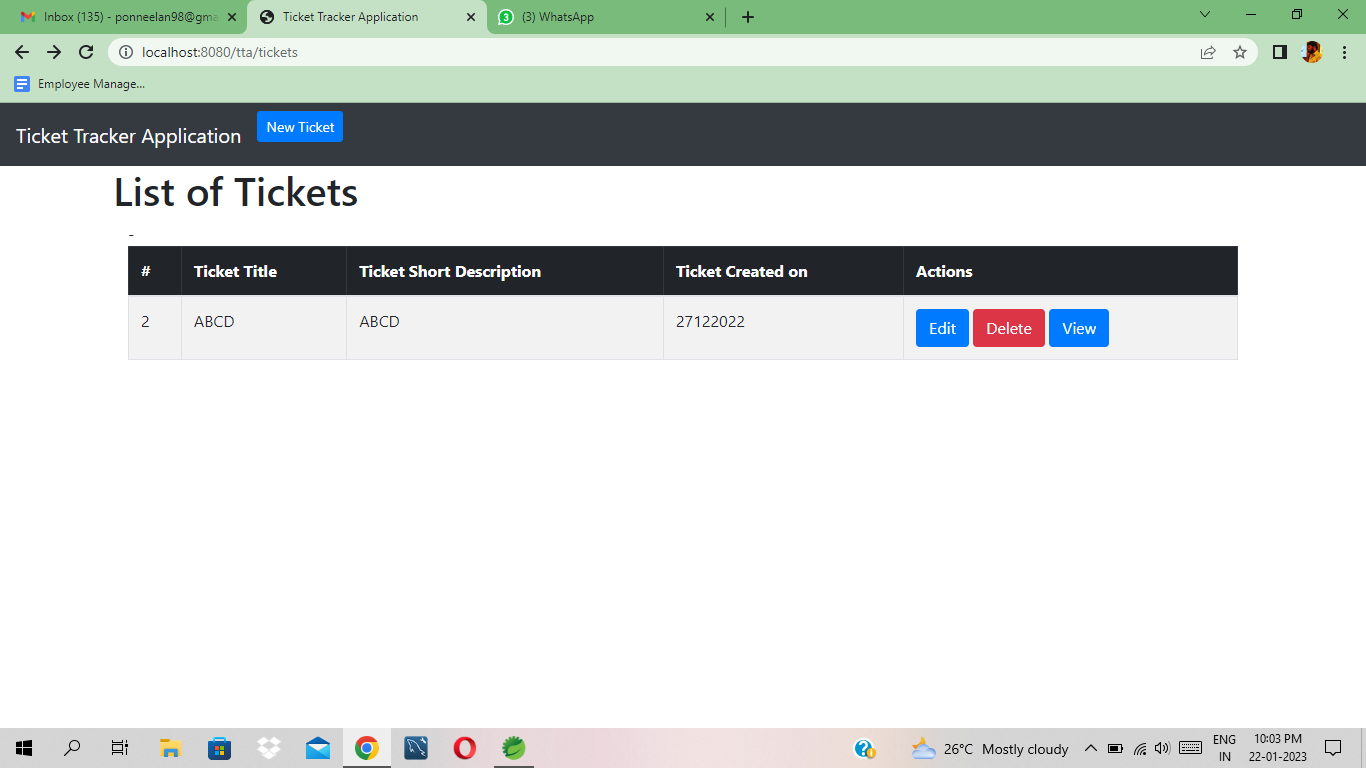 Inbox (135) - ponneelan98@gma
Ticket Tracker Application
(3) WhatsApp
localhost:8080/tta/tickets
Employee Manage...
Ticket Tracker Application New Ticket
List of Tickets
-
# Ticket Title Ticket Short Description Ticket Created on Actions
2 ABCD ABCD 27122022 Edit Delete View
26°C Mostly cloudy
ENG
IN
10:03 PM
22-01-2023